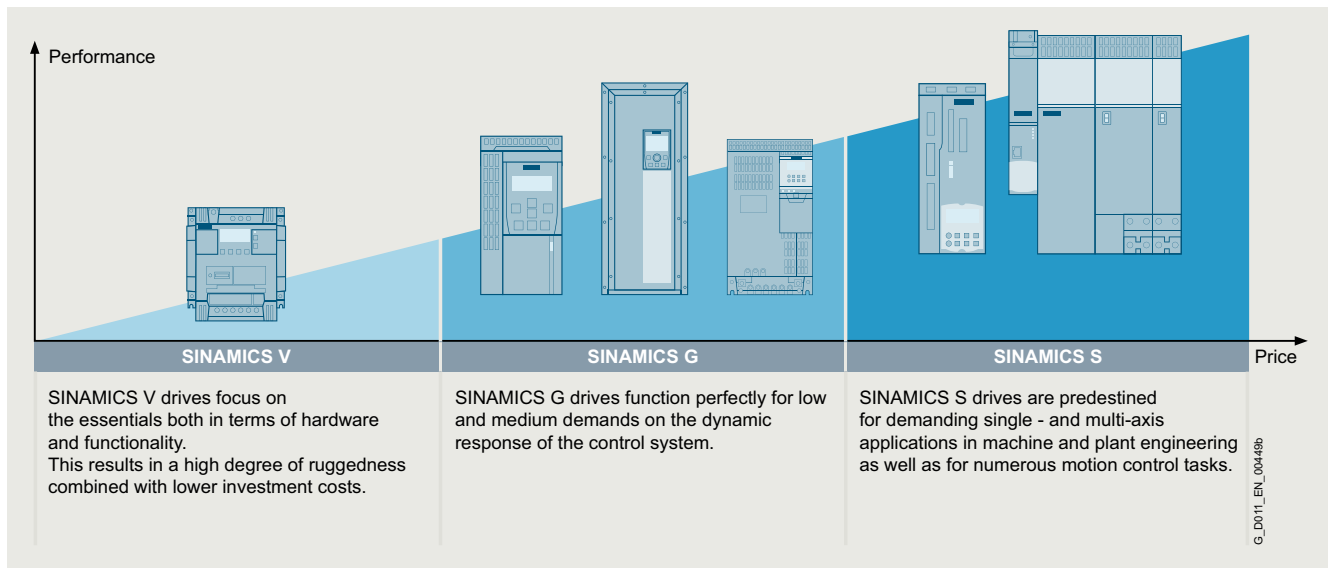 Performance
SINAMICS V
SINAMICS G
SINAMICS S
Price
SINAMICS V drives focus on
the essentials both in terms of hardware
and functionality.
This results in a high degree of ruggedness
combined with lower investment costs.
SINAMICS G drives function perfectly for low
and medium demands on the dynamic
response of the control system.
SINAMICS S drives are predestined
for demanding single - and multi-axis
applications in machine and plant engineering
as well as for numerous motion control tasks.
G_D011_EN_00449b